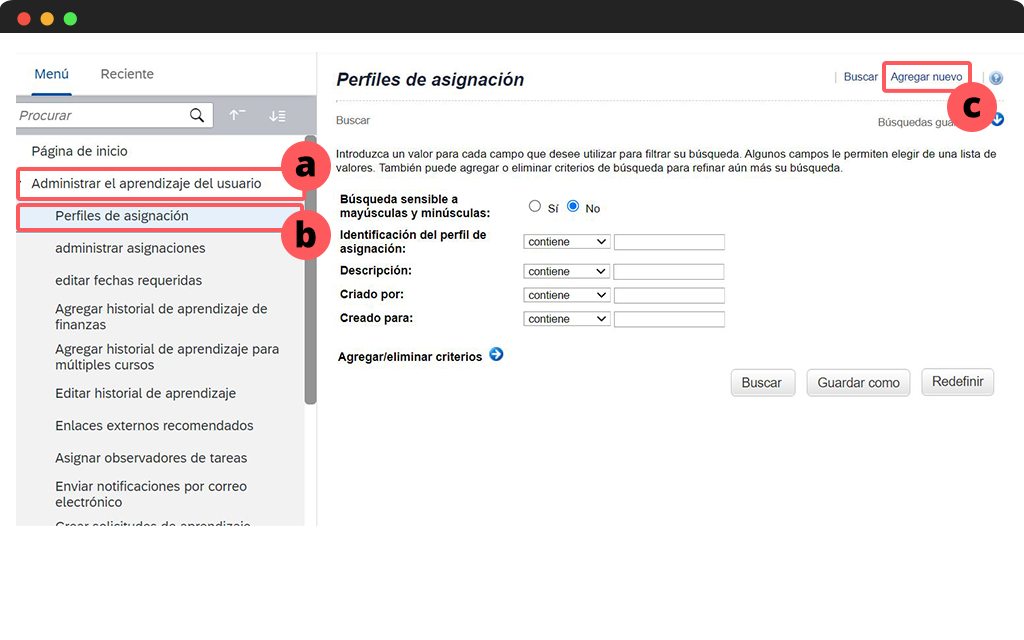 Menú Reciente
Procurar
Página de inicio
Administrar el aprendizaje del usuario
a
Perfiles de asignación
b
administrar asignaciones
editar fechas requeridas
Agregar historial de aprendizaje de
finanzas
Agregar historial de aprendizaje para
múltiples cursos
Editar historial de aprendizaje
Enlaces externos recomendados
Asignar observadores de tareas
Enviar notificaciones por correo
electrónico
Crear solicitudes de aprendizaje
Perfiles de asignación
Buscar Agregar nuevo
c
Buscar
Búsquedas
Introduzca un valor para cada campo que desee utilizar para filtrar su búsqueda. Algunos campos le permiten elegir de una lista de
valores. También puede agregar o eliminar criterios de búsqueda para refinar aún más su búsqueda.
Búsqueda sensible a
mayúsculas y minúsculas:
Sí No
Identificación del perfil de
asignación:
contiene
Descripción: contiene
Criado por: contiene
Creado para: contiene
Agregar/eliminar criterios
Buscar Guardar como Redefinir